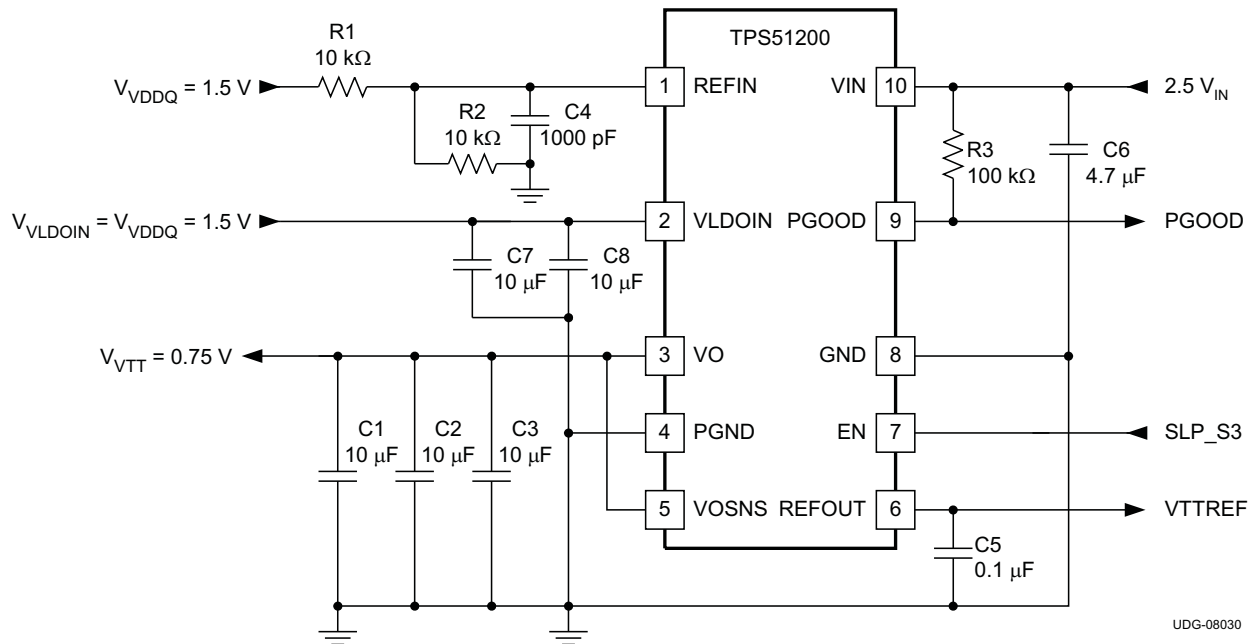 TPS51200
R1
10 kΩ
V_VDDQ = 1.5 V
1
REFIN
VIN
10
2.5 V_IN
R2
10 kΩ
C4
1000 pF
R3
100 kΩ
C6
4.7 μF
V_VLDOIN = V_VDDQ = 1.5 V
2
VLDOIN
PGOOD
9
PGOOD
C7
10 μF
C8
10 μF
V_VTT = 0.75 V
3
VO
GND
8
C1
10 μF
C2
10 μF
C3
10 μF
4
PGND
EN
7
SLP_S3
5
VOSNS
REFOUT
6
VTTREF
C5
0.1 μF
UDG-08030